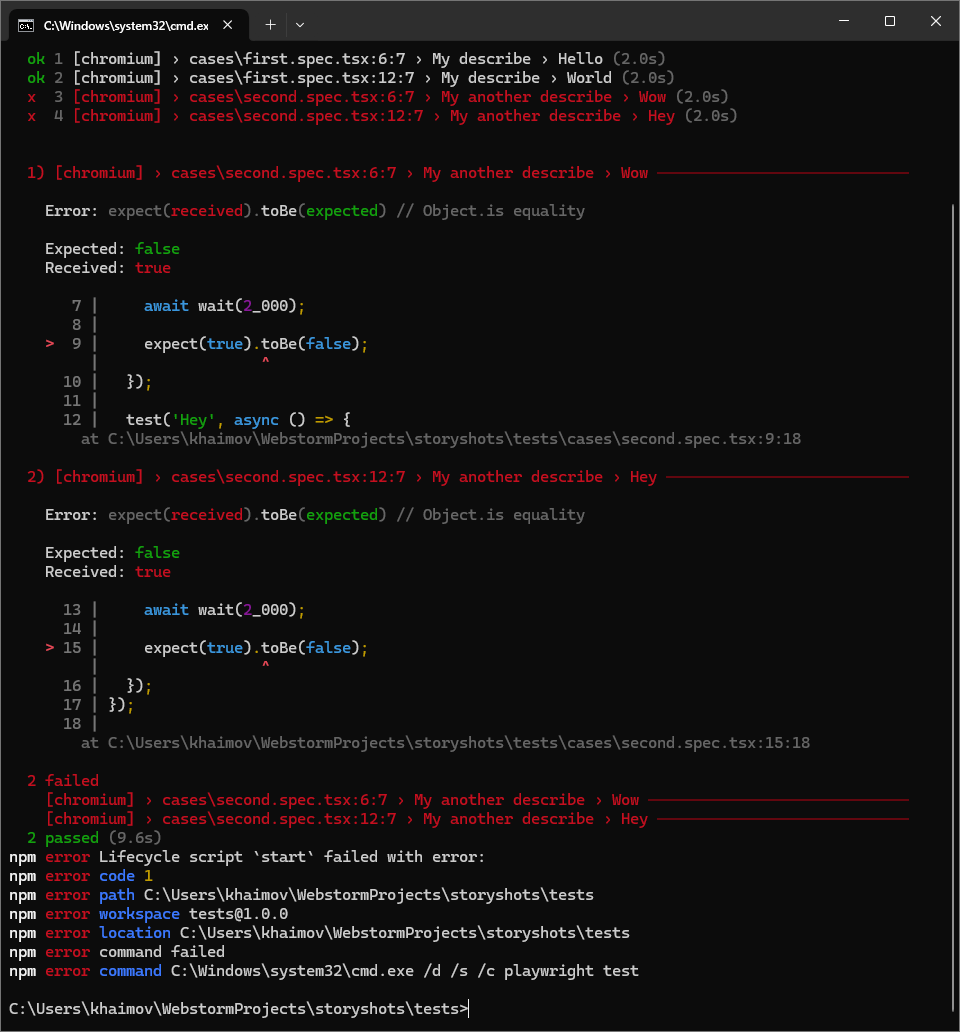 C:\Windows\system32\cmd.exe
ok 1 [chromium] › cases\first.spec.tsx:6:7 › My describe › Hello (2.0s)
ok 2 [chromium] › cases\first.spec.tsx:12:7 › My describe › World (2.0s)
x 3 [chromium] › cases\second.spec.tsx:6:7 › My another describe › Wow (2.0s)
x 4 [chromium] › cases\second.spec.tsx:12:7 › My another describe › Hey (2.0s)
1) [chromium] › cases\second.spec.tsx:6:7 › My another describe › Wow ────────────────────────────
Error: expect(received).toBe(expected) // Object.is equality
Expected: false
Received: true
7 |     await wait(2_000);
8 |
> 9 |     expect(true).toBe(false);
|                  ^
10 |   });
11 |
12 |   test('Hey', async () => {
at C:\Users\khaimov\WebstormProjects\storyshots\tests\cases\second.spec.tsx:9:18
2) [chromium] › cases\second.spec.tsx:12:7 › My another describe › Hey ───────────────────────────
Error: expect(received).toBe(expected) // Object.is equality
Expected: false
Received: true
13 |     await wait(2_000);
14 |
> 15 |     expect(true).toBe(false);
|                  ^
16 |   });
17 | });
18 |
at C:\Users\khaimov\WebstormProjects\storyshots\tests\cases\second.spec.tsx:15:18
2 failed
[chromium] › cases\second.spec.tsx:6:7 › My another describe › Wow ─────────────────────────────
[chromium] › cases\second.spec.tsx:12:7 › My another describe › Hey ────────────────────────────
2 passed (9.6s)
npm error Lifecycle script `start` failed with error:
npm error code 1
npm error path C:\Users\khaimov\WebstormProjects\storyshots\tests
npm error workspace tests@1.0.0
npm error location C:\Users\khaimov\WebstormProjects\storyshots\tests
npm error command failed
npm error command C:\Windows\system32\cmd.exe /d /s /c playwright test
C:\Users\khaimov\WebstormProjects\storyshots\tests>